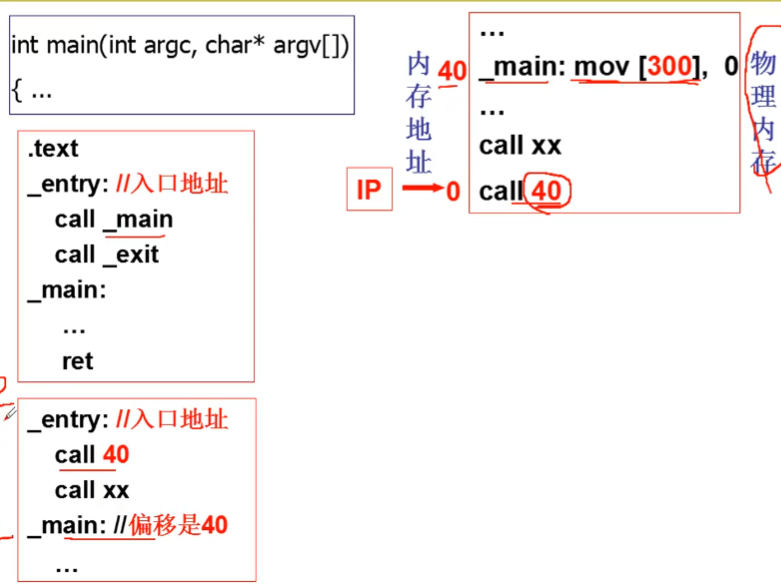 int main(int argc, char* argv[])
{ ...
.text
_entry: //入口地址
call _main
call _exit
_main:
...
ret
_entry: //入口地址
call 40
call xx
_main: //偏移是40
...
内存地址
40
IP
0
...
_main: mov [300], 0
...
call xx
call 40
物理内存